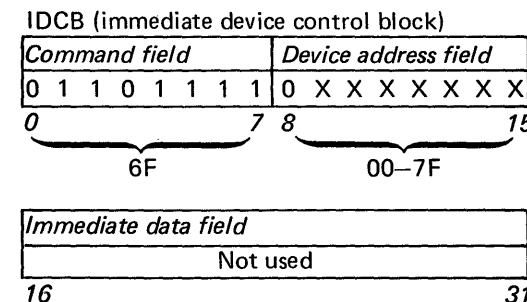 IDCB (immediate device control block)
Command field Device address field
0 1 1 0 1 1 1 1 0 X X X X X X X
0 7 8 15
6F 00–7F
Immediate data field
Not used
16 31